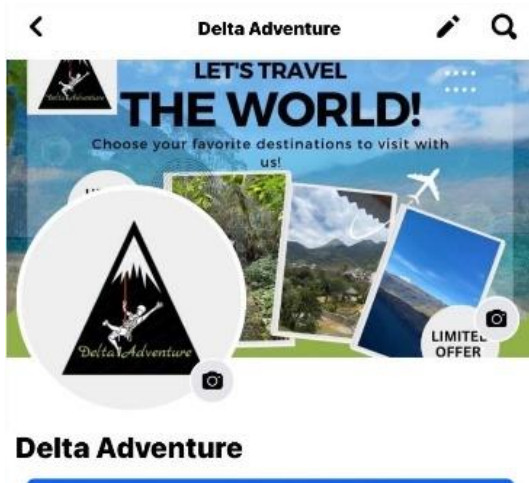 Delta Adventure
Delta Adventure
LET'S TRAVEL
THE WORLD!
Choose your favorite destinations to visit with
us!
LIMITED
OFFER
Delta Adventure
Delta Adventure